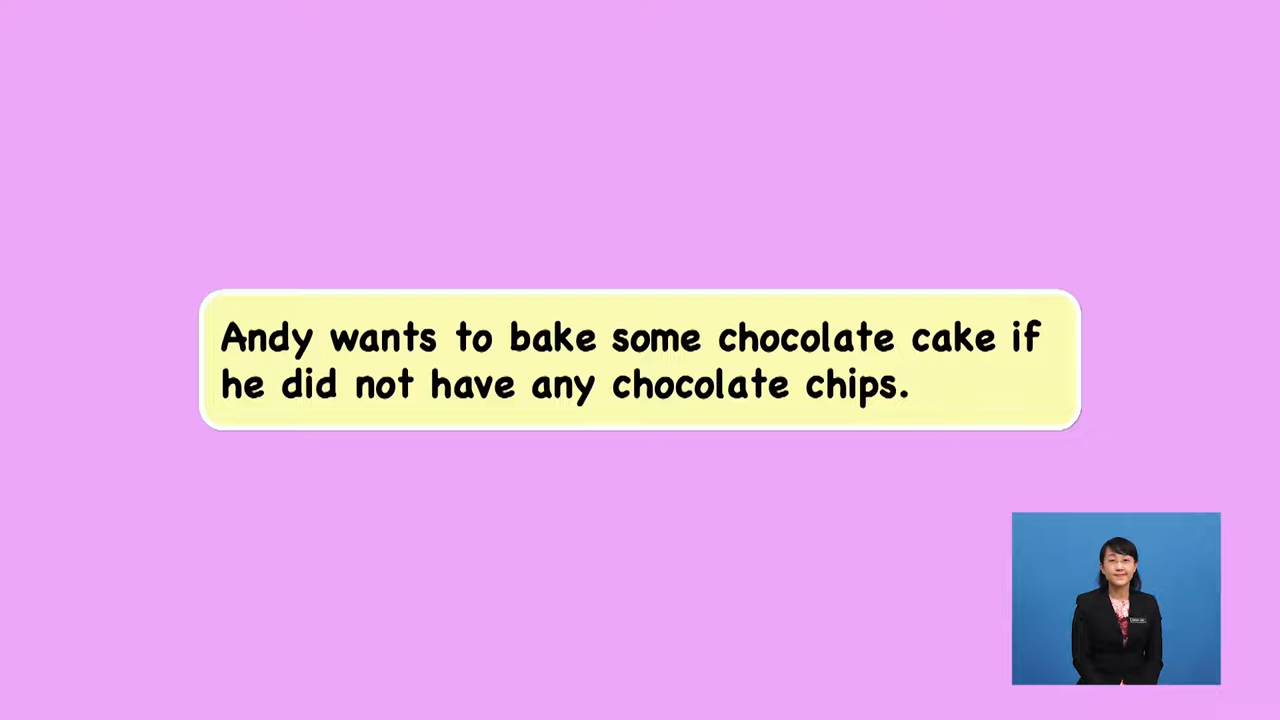 Andy wants to bake some chocolate cake if
he did not have any chocolate chips.